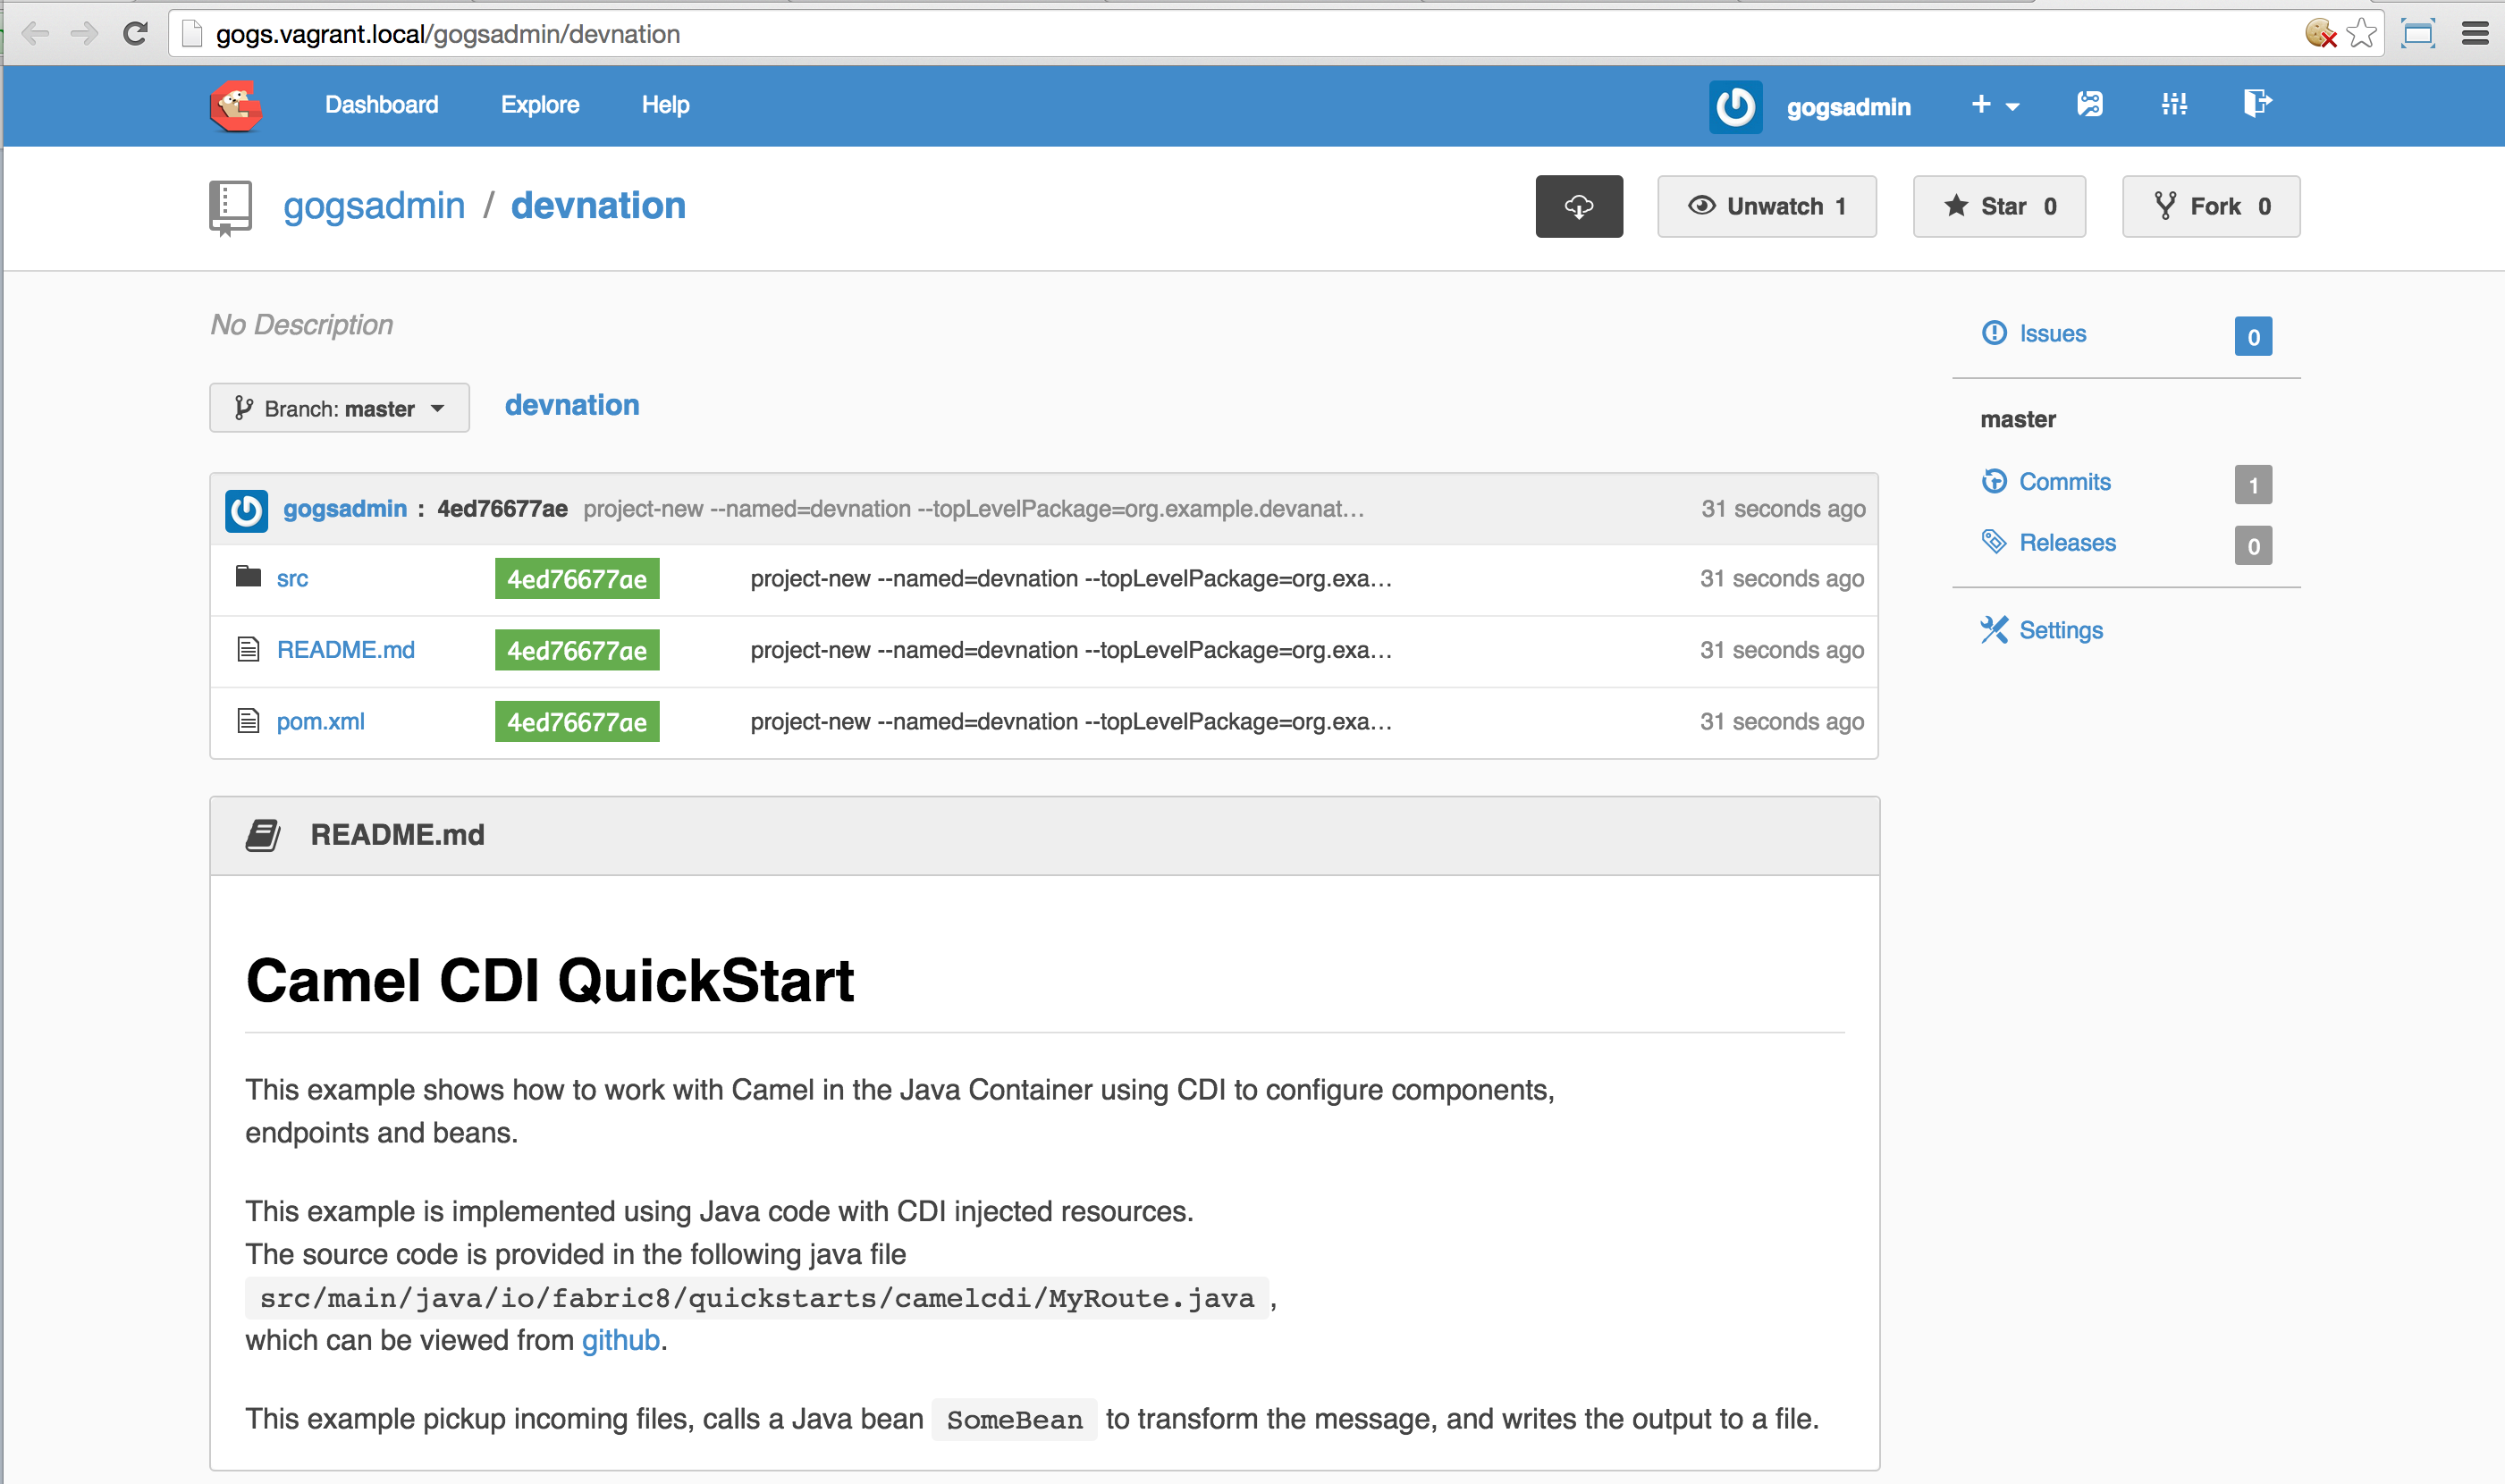 gogs.vagrant.local/gogsadmin/devnation
Dashboard Explore Help gogsadmin
gogsadmin / devnation Unwatch 1 Star 0 Fork 0
No Description
Issues 0
Branch: master devnation
master
gogsadmin : 4ed76677ae project-new --named=devnation --topLevelPackage=org.example.devanat… 31 seconds ago
Commits 1
src 4ed76677ae project-new --named=devnation --topLevelPackage=org.exa… 31 seconds ago
Releases 0
README.md 4ed76677ae project-new --named=devnation --topLevelPackage=org.exa… 31 seconds ago
Settings
pom.xml 4ed76677ae project-new --named=devnation --topLevelPackage=org.exa… 31 seconds ago
README.md
Camel CDI QuickStart
This example shows how to work with Camel in the Java Container using CDI to configure components,
endpoints and beans.
This example is implemented using Java code with CDI injected resources.
The source code is provided in the following java file
src/main/java/io/fabric8/quickstarts/camelcdi/MyRoute.java ,
which can be viewed from github.
This example pickup incoming files, calls a Java bean SomeBean to transform the message, and writes the output to a file.